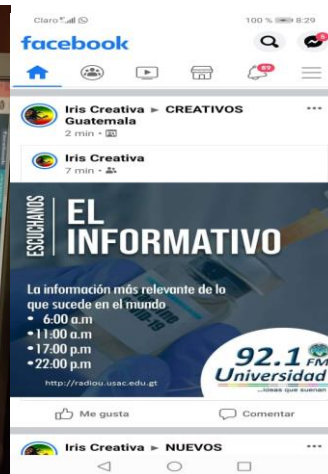 Claro
100 % 8:29
facebook
Iris Creativa ▸ CREATIVOS
Guatemala
2 min •
Iris Creativa
7 min •
ESCUCHANOS
EL
INFORMATIVO
La información más relevante de lo
que sucede en el mundo
• 6:00 a.m
•11:00 a.m
•17:00 p.m
•22:00 p.m
http://radiou.usac.edu.gt
92.1 FM
Universidad
...ideas que suenan
Me gusta
Comentar
Iris Creativa ▸ NUEVOS